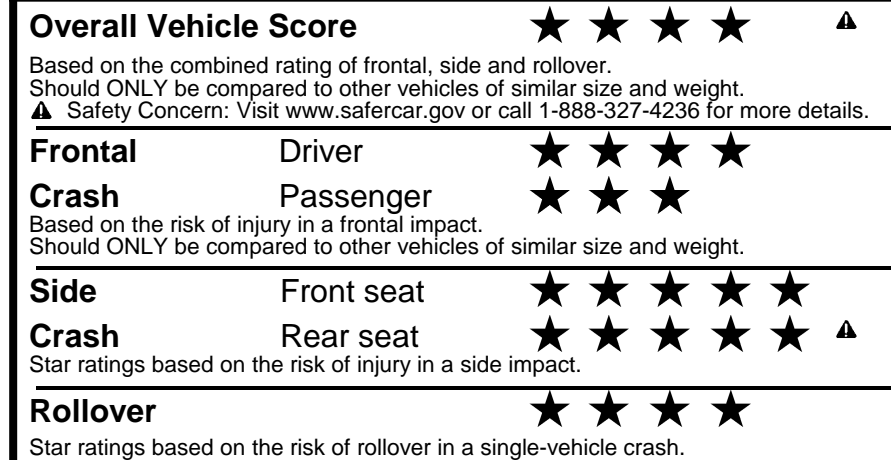 Overall Vehicle Score ★ ★ ★ ★ ⚠
Based on the combined rating of frontal, side and rollover.
Should ONLY be compared to other vehicles of similar size and weight.
⚠ Safety Concern: Visit www.safercar.gov or call 1-888-327-4236 for more details.
Frontal Driver ★ ★ ★ ★
Crash Passenger ★ ★ ★
Based on the risk of injury in a frontal impact.
Should ONLY be compared to other vehicles of similar size and weight.
Side Front seat ★ ★ ★ ★ ★
Crash Rear seat ★ ★ ★ ★ ★ ⚠
Star ratings based on the risk of injury in a side impact.
Rollover ★ ★ ★ ★
Star ratings based on the risk of rollover in a single-vehicle crash.